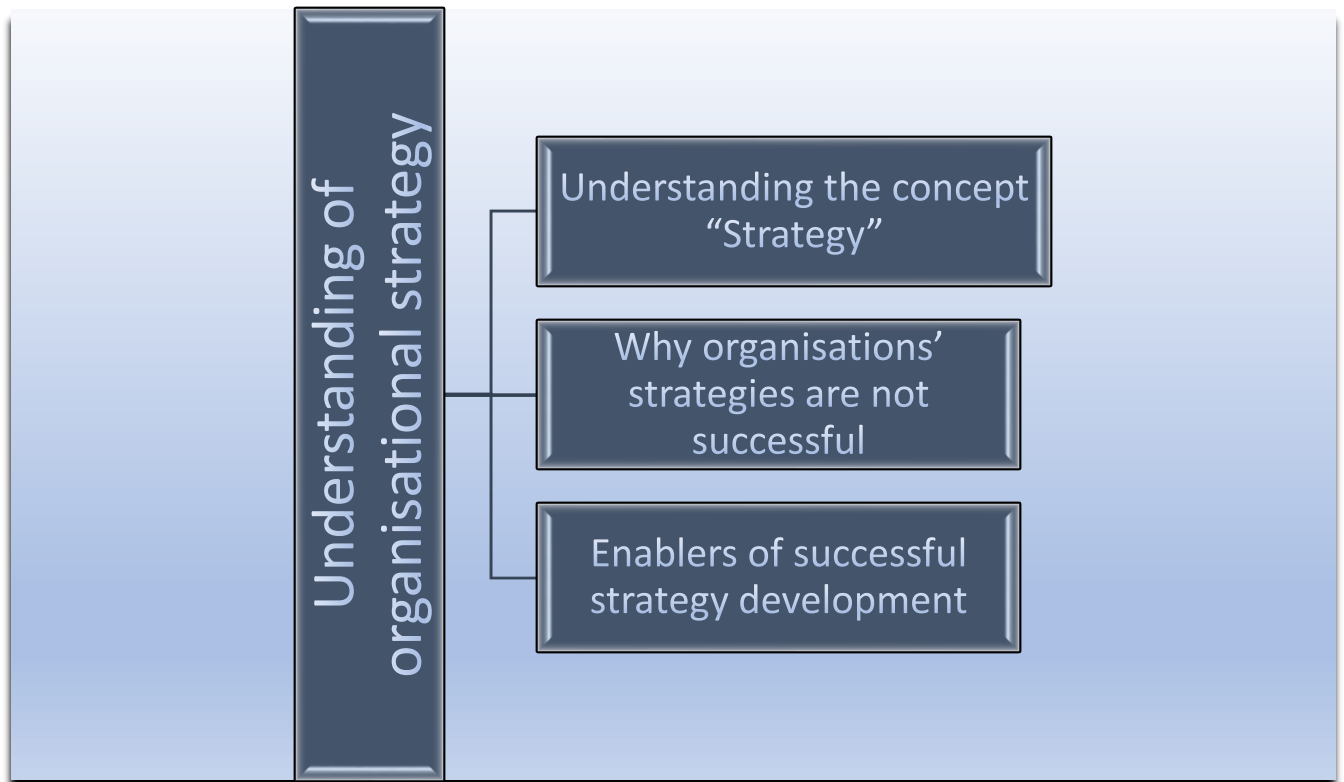 Understanding of
organisational strategy
Understanding the concept
“Strategy”
Why organisations’
strategies are not
successful
Enablers of successful
strategy development